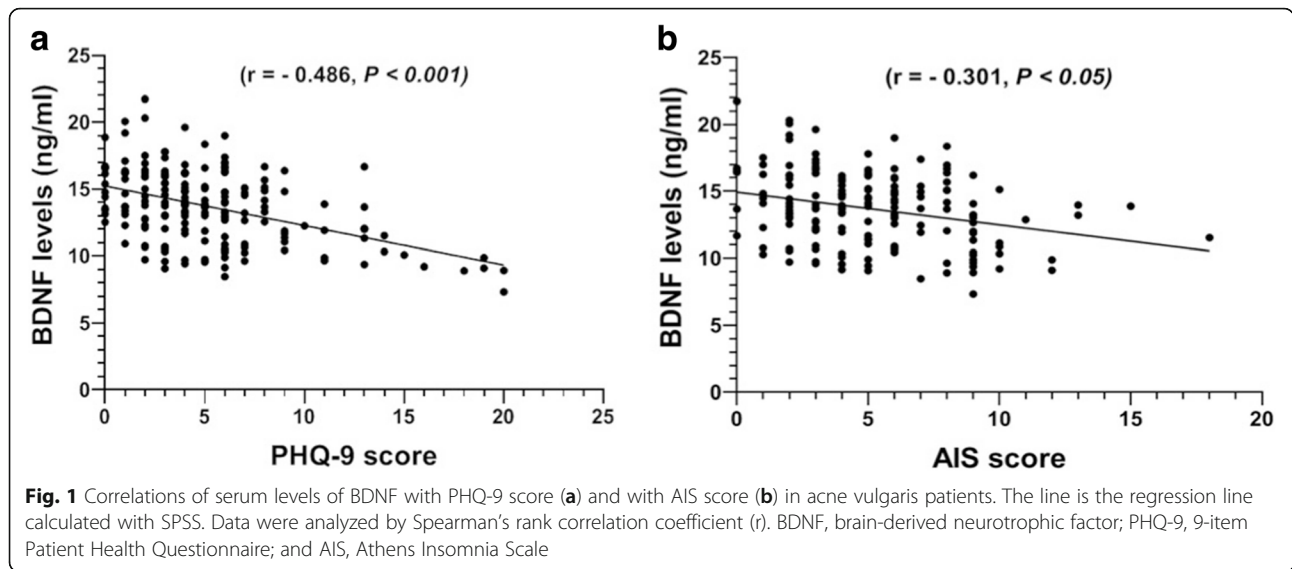 a
25
20
15
10
5
0
BDNF levels (ng/ml)
(r = - 0.486, P < 0.001)
0 5 10 15 20 25
PHQ-9 score
b
25
20
15
10
5
0
BDNF levels (ng/ml)
(r = - 0.301, P < 0.05)
0 5 10 15 20
AIS score
Fig. 1 Correlations of serum levels of BDNF with PHQ-9 score (a) and with AIS score (b) in acne vulgaris patients. The line is the regression line
calculated with SPSS. Data were analyzed by Spearman's rank correlation coefficient (r). BDNF, brain-derived neurotrophic factor; PHQ-9, 9-item
Patient Health Questionnaire; and AIS, Athens Insomnia Scale